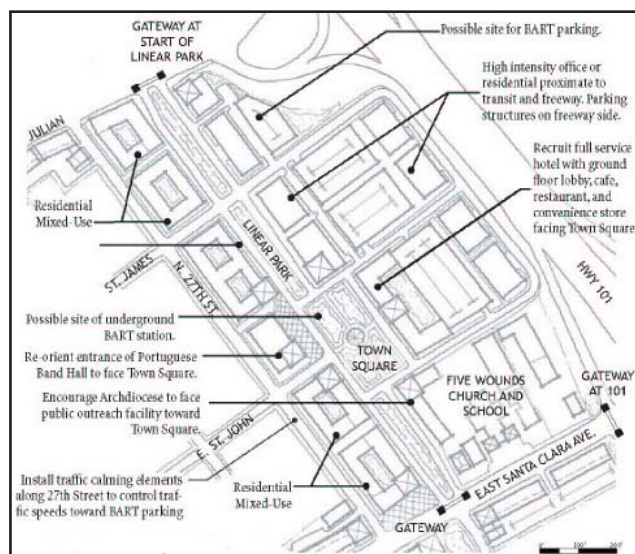 GATEWAY AT
START OF
LINEAR PARK
Possible site for BART parking.
High intensity office or
residential proximate to
transit and freeway. Parking
structures on freeway side.
JULIAN
Recruit full service
hotel with ground
floor lobby, cafe,
restaurant, and
convenience store
facing Town Square
Residential
Mixed-Use
LINEAR PARK
HWY 101
ST. JAMES
N. 27TH ST.
Possible site of underground
BART station.
TOWN
SQUARE
Re-orient entrance of Portuguese
Band Hall to face Town Square.
GATEWAY
AT 101
FIVE WOUNDS
CHURCH AND
SCHOOL
Encourage Archdiocese to face
public outreach facility toward
Town Square.
E. ST. JOHN
EAST SANTA CLARA AVE.
Install traffic calming elements
along 27th Street to control traf-
fic speeds toward BART parking
Residential
Mixed-Use
GATEWAY
0 100' 200'